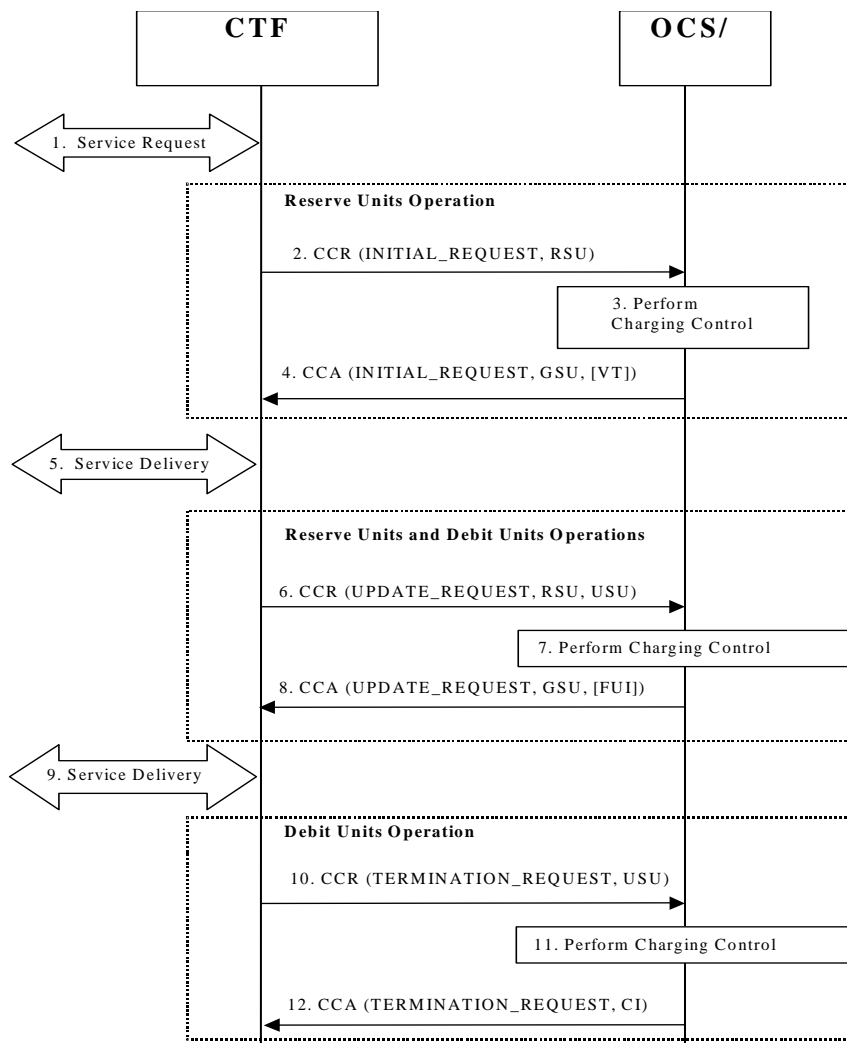 CTF
OCS/
1. Service Request
Reserve Units Operation
2. CCR (INITIAL_REQUEST, RSU)
3. Perform
Charging Control
4. CCA (INITIAL_REQUEST, GSU, [VT])
5. Service Delivery
Reserve Units and Debit Units Operations
6. CCR (UPDATE_REQUEST, RSU, USU)
7. Perform Charging Control
8. CCA (UPDATE_REQUEST, GSU, [FUI])
9. Service Delivery
Debit Units Operation
10. CCR (TERMINATION_REQUEST, USU)
11. Perform Charging Control
12. CCA (TERMINATION_REQUEST, CI)